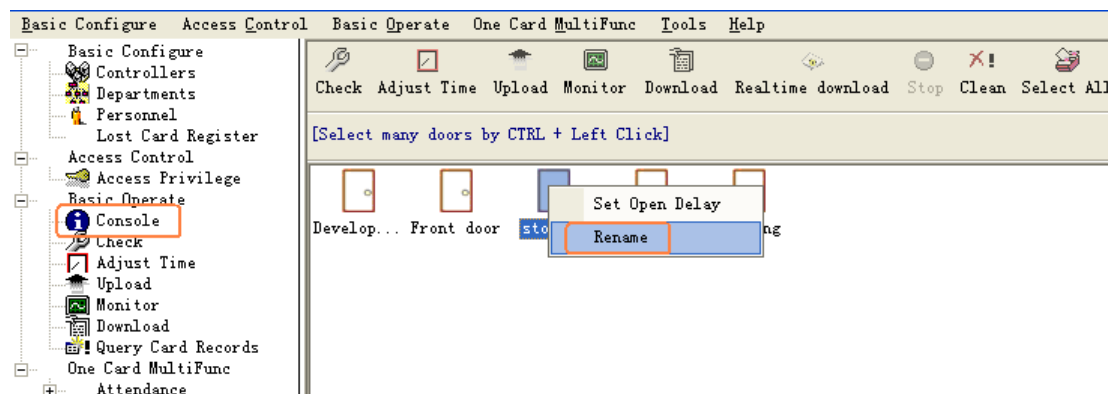 Basic Configure Access Control Basic Operate One Card MultiFunc Tools Help
Basic Configure
Controllers
Departments
Personnel
Lost Card Register
Access Control
Access Privilege
Basic Operate
Console
Check
Adjust Time
Upload
Monitor
Download
Query Card Records
One Card MultiFunc
Attendance
Check Adjust Time Upload Monitor Download Realtime download Stop Clean Select All
[Select many doors by CTRL + Left Click]
Develop... Front door sto ng
Set Open Delay
Rename